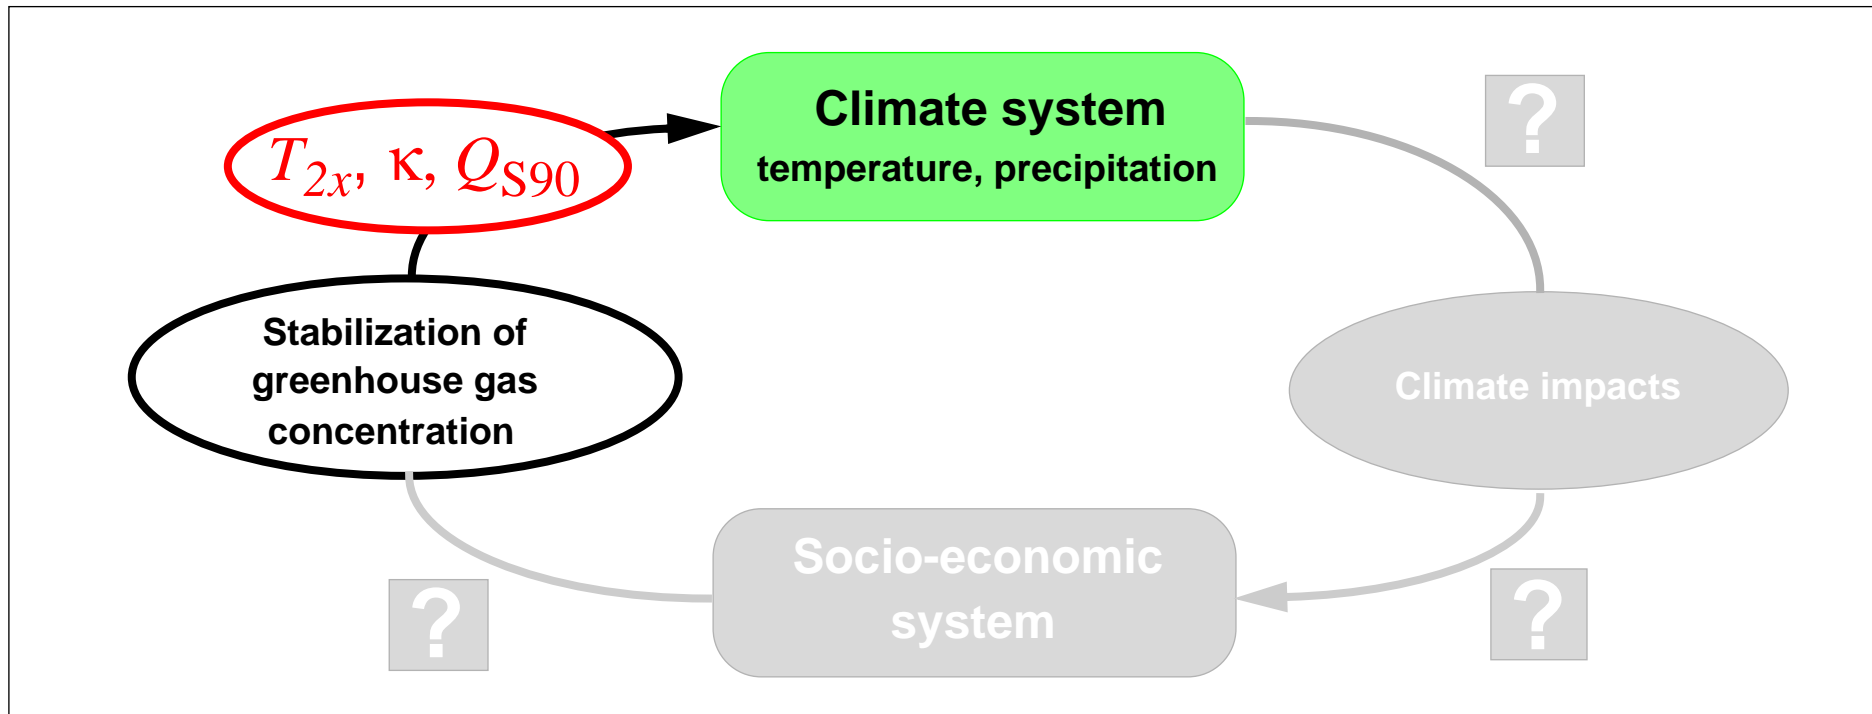 Climate system
temperature, precipitation
?
T2x, κ, QS90
Stabilization of
greenhouse gas
concentration
Climate impacts
Socio-economic
system
?
?